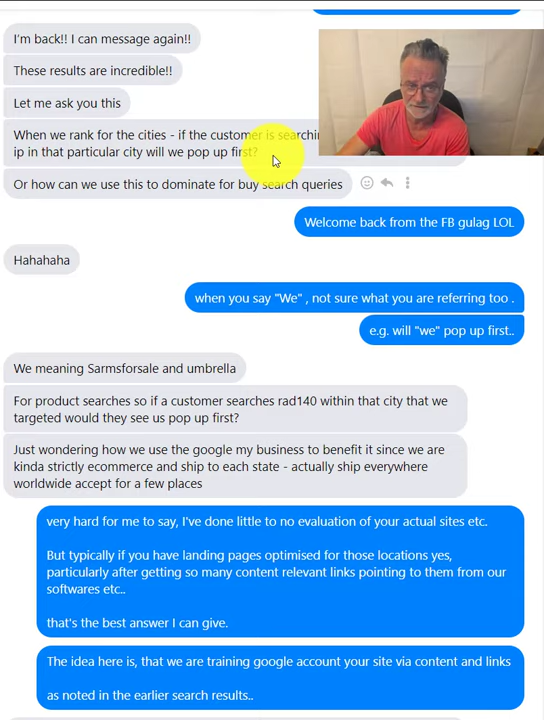 I'm back!! I can message again!!
These results are incredible!!
Let me ask you this
When we rank for the cities - if the customer is searchin
ip in that particular city will we pop up first?
Or how can we use this to dominate for buy search queries
Welcome back from the FB gulag LOL
Hahahaha
when you say "We" , not sure what you are referring too .
e.g. will "we" pop up first..
We meaning Sarmsforsale and umbrella
For product searches so if a customer searches rad140 within that city that we
targeted would they see us pop up first?
Just wondering how we use the google my business to benefit it since we are
kinda strictly ecommerce and ship to each state - actually ship everywhere
worldwide accept for a few places
very hard for me to say, I've done little to no evaluation of your actual sites etc.
But typically if you have landing pages optimised for those locations yes,
particularly after getting so many content relevant links pointing to them from our
softwares etc..
that's the best answer I can give.
The idea here is, that we are training google account your site via content and links
as noted in the earlier search results..